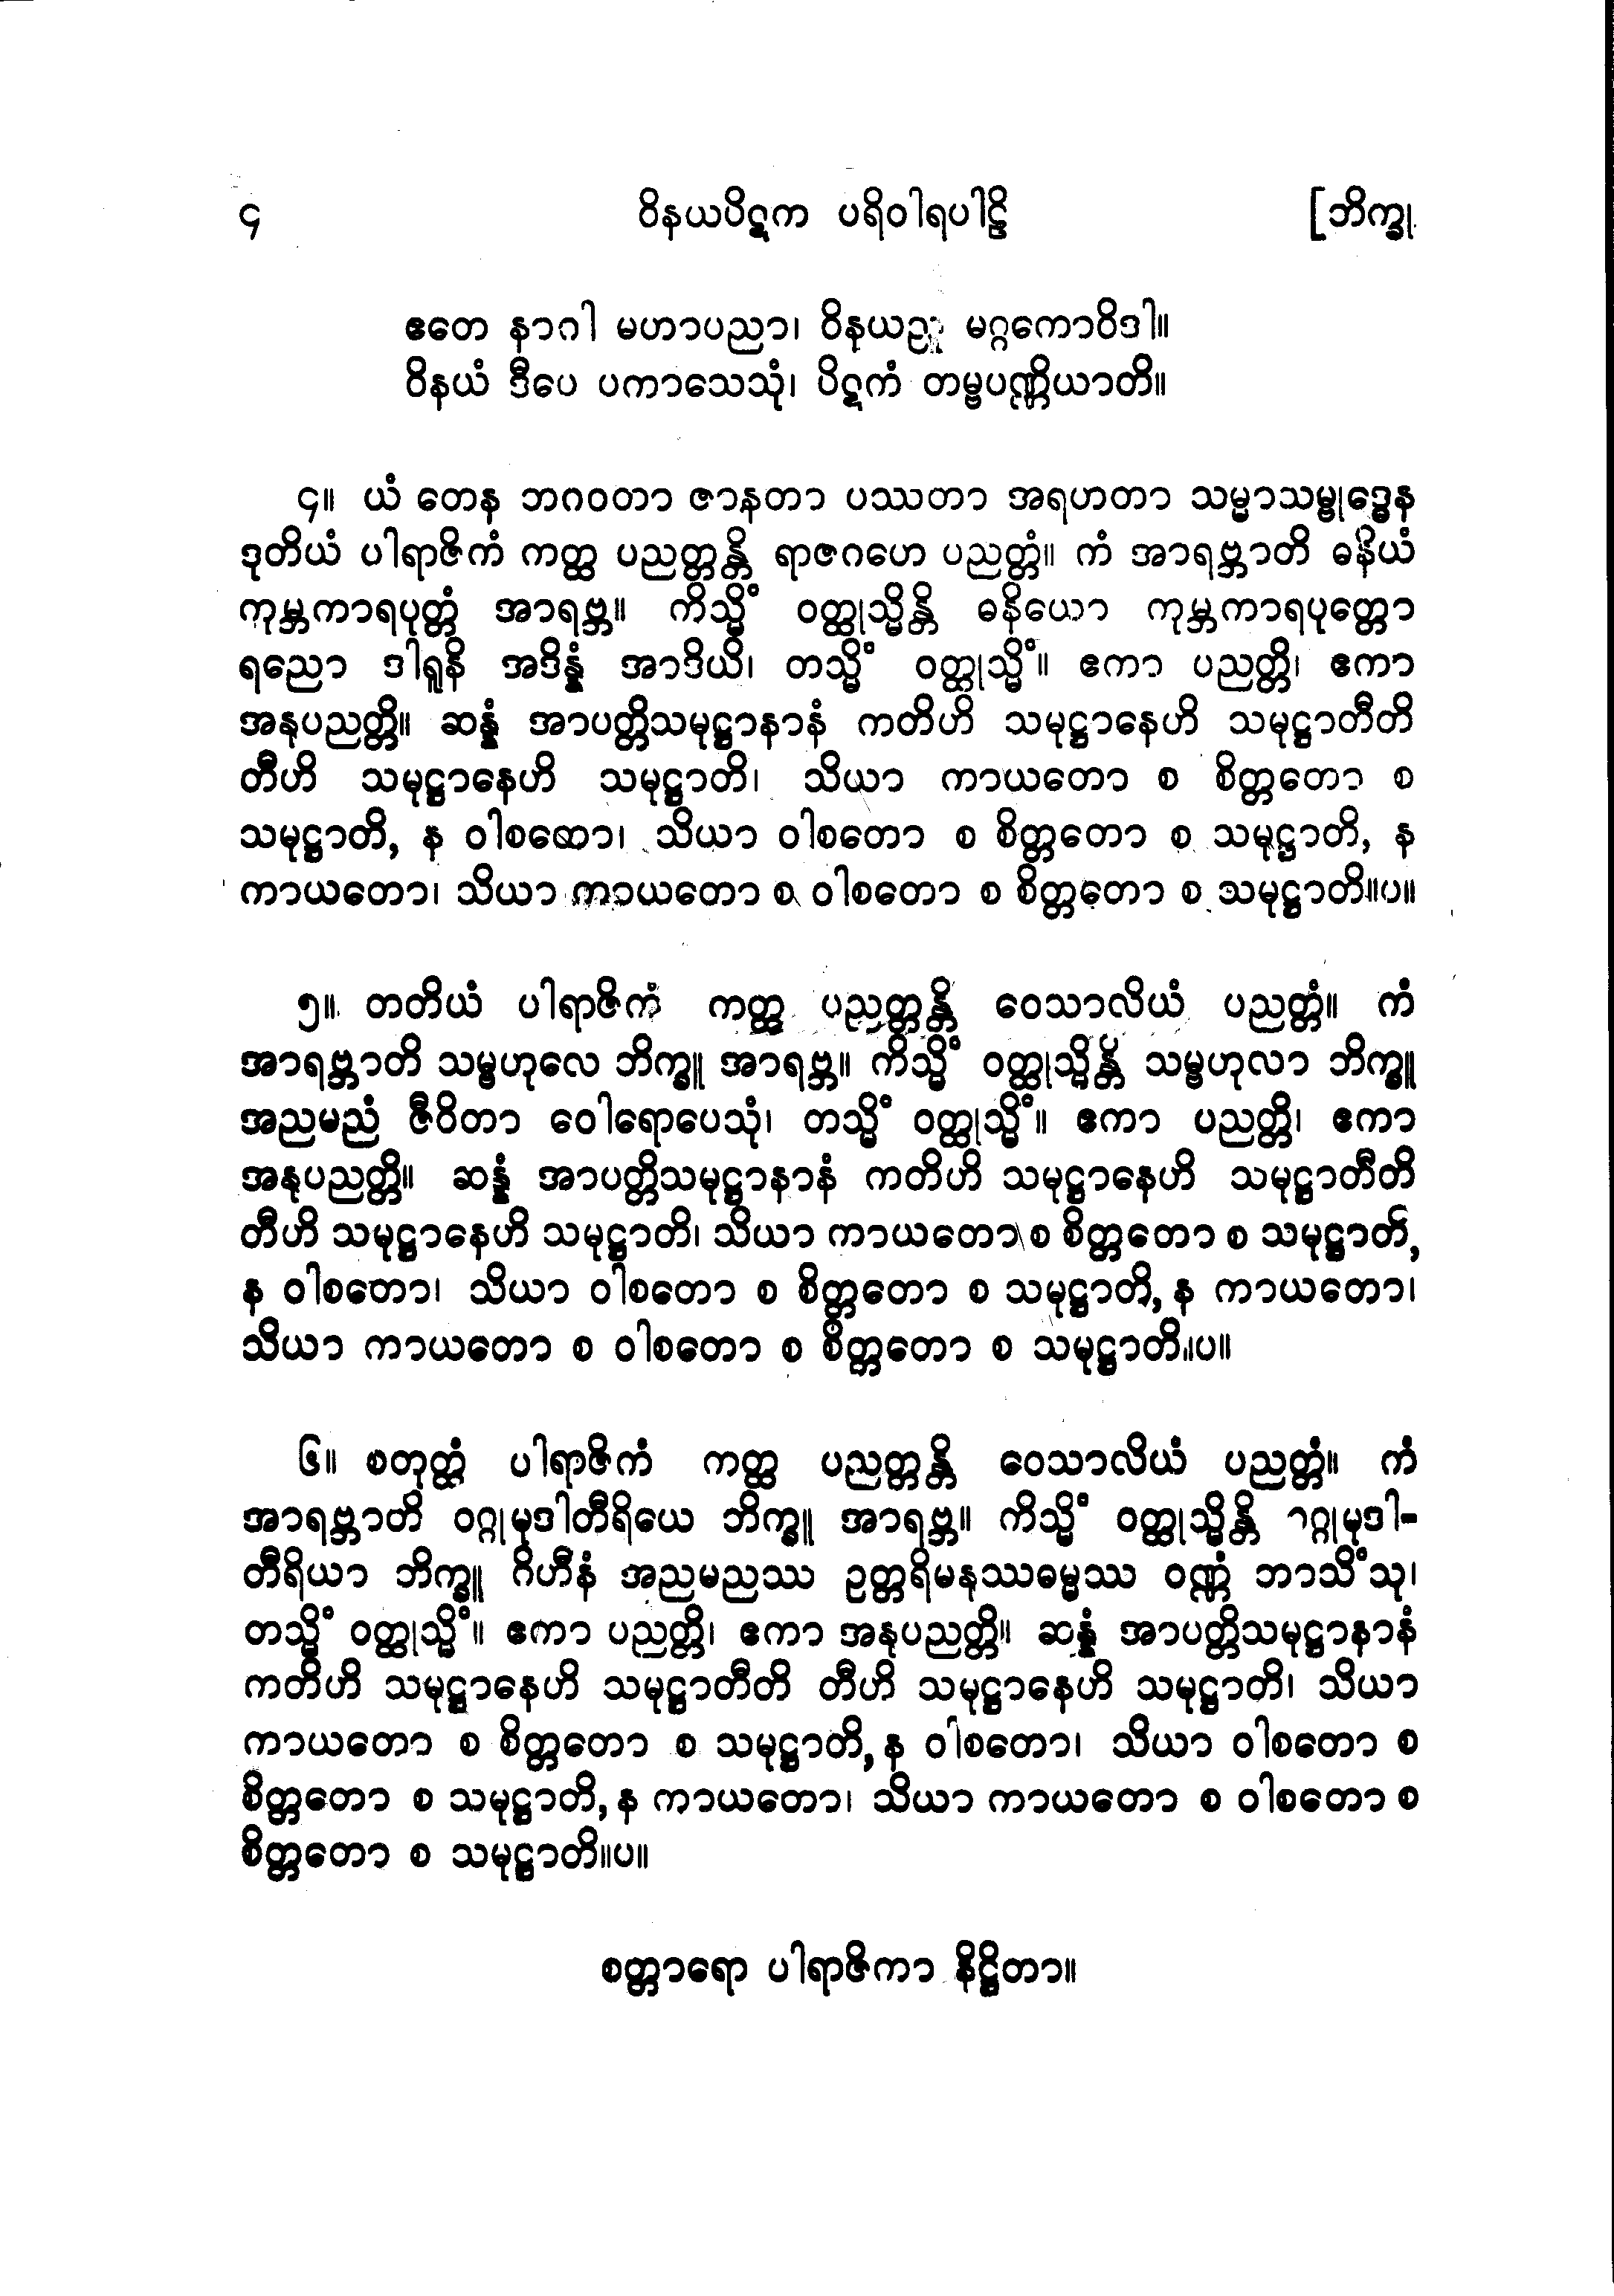 ၄ ဝိနယပိဋက ပရိဝါရပါဠိ [ဘိက္ခု
ဧတေ နာဂါ မဟာပညာ၊ ဝိနယညူ မဂ္ဂကောဝိဒါ။
ဝိနယံ ဒီပေ ပကာသေသုံ၊ ပိဋကံ တမ္ဗပဏ္ဏိယာတိ။
၄။ ယံ တေန ဘဂဝတာ ဇာနတာ ပဿတာ အရဟတာ သမ္မာသမ္ဗုဒ္ဓေန
ဒုတိယံ ပါရာဇိကံ ကတ္ထ ပညတ္တန္တိ ရာဇဂဟေ ပညတ္တံ။ ကံ အာရဗ္ဘာတိ ဓနိယံ
ကုမ္ဘကာရပုတ္တံ အာရဗ္ဘ။ ကိသ္မိံ ဝတ္ထုသ္မိန္တိ ဓနိယော ကုမ္ဘကာရပုတ္တော
ရညော ဒါရူနိ အဒိန္နံ အာဒိယိ၊ တသ္မိံ ဝတ္ထုသ္မိံ။ ဧကာ ပညတ္တိ၊ ဧကာ
အနုပညတ္တိ။ ဆန္နံ အာပတ္တိသမုဋ္ဌာနာနံ ကတိဟိ သမုဋ္ဌာနေဟိ သမုဋ္ဌာတီတိ
တီဟိ သမုဋ္ဌာနေဟိ သမုဋ္ဌာတိ၊ သိယာ ကာယတော စ စိတ္တတော စ
သမုဋ္ဌာတိ, န ဝါစတော၊ သိယာ ဝါစတော စ စိတ္တတော စ သမုဋ္ဌာတိ, န
ကာယတော၊ သိယာ ကာယတော စ ဝါစတော စ စိတ္တတော စ သမုဋ္ဌာတိ။ပ။
၅။ တတိယံ ပါရာဇိကံ ကတ္ထ ပညတ္တန္တိ ဝေသာလိယံ ပညတ္တံ။ ကံ
အာရဗ္ဘာတိ သမ္ဗဟုလေ ဘိက္ခူ အာရဗ္ဘ။ ကိသ္မိံ ဝတ္ထုသ္မိန္တိ သမ္ဗဟုလာ ဘိက္ခူ
အညမညံ ဇီဝိတာ ဝေါရောပေသုံ၊ တသ္မိံ ဝတ္ထုသ္မိံ။ ဧကာ ပညတ္တိ၊ ဧကာ
အနုပညတ္တိ။ ဆန္နံ အာပတ္တိသမုဋ္ဌာနာနံ ကတိဟိ သမုဋ္ဌာနေဟိ သမုဋ္ဌာတီတိ
တီဟိ သမုဋ္ဌာနေဟိ သမုဋ္ဌာတိ၊ သိယာ ကာယတော စ စိတ္တတော စ သမုဋ္ဌာတိ,
န ဝါစတော၊ သိယာ ဝါစတော စ စိတ္တတော စ သမုဋ္ဌာတိ, န ကာယတော၊
သိယာ ကာယတော စ ဝါစတော စ စိတ္တတော စ သမုဋ္ဌာတိ။ပ။
၆။ စတုတ္ထံ ပါရာဇိကံ ကတ္ထ ပညတ္တန္တိ ဝေသာလိယံ ပညတ္တံ။ ကံ
အာရဗ္ဘာတိ ဝဂ္ဂုမုဒါတီရိယေ ဘိက္ခူ အာရဗ္ဘ။ ကိသ္မိံ ဝတ္ထုသ္မိန္တိ ဝဂ္ဂုမုဒါ-
တီရိယာ ဘိက္ခူ ဂိဟီနံ အညမညဿ ဥတ္တရိမနုဿဓမ္မဿ ဝဏ္ဏံ ဘာသိံသု၊
တသ္မိံ ဝတ္ထုသ္မိံ။ ဧကာ ပညတ္တိ၊ ဧကာ အနုပညတ္တိ။ ဆန္နံ အာပတ္တိသမုဋ္ဌာနာနံ
ကတိဟိ သမုဋ္ဌာနေဟိ သမုဋ္ဌာတီတိ တီဟိ သမုဋ္ဌာနေဟိ သမုဋ္ဌာတိ၊ သိယာ
ကာယတော စ စိတ္တတော စ သမုဋ္ဌာတိ, န ဝါစတော၊ သိယာ ဝါစတော စ
စိတ္တတော စ သမုဋ္ဌာတိ, န ကာယတော၊ သိယာ ကာယတော စ ဝါစတော စ
စိတ္တတော စ သမုဋ္ဌာတိ။ပ။
စတ္တာရော ပါရာဇိကာ နိဋ္ဌိတာ။